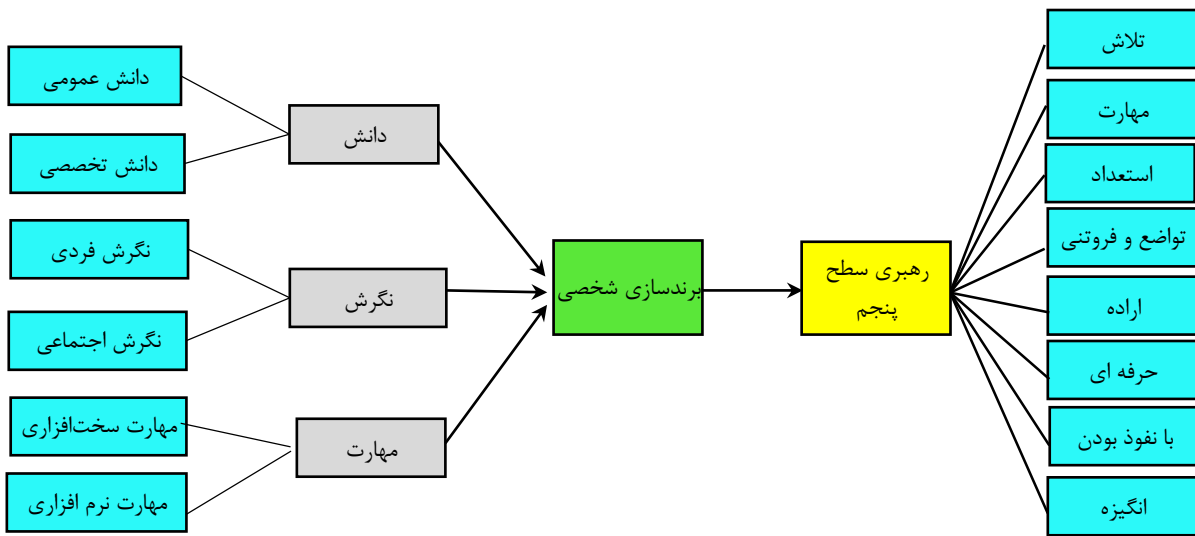 دانش عمومی
دانش تخصصی
نگرش فردی
نگرش اجتماعی
مهارت سخت‌افزاری
مهارت نرم افزاری
دانش
نگرش
مهارت
برندسازی شخصی
رهبری سطح
پنجم
تلاش
مهارت
استعداد
تواضع و فروتنی
اراده
حرفه ای
با نفوذ بودن
انگیزه